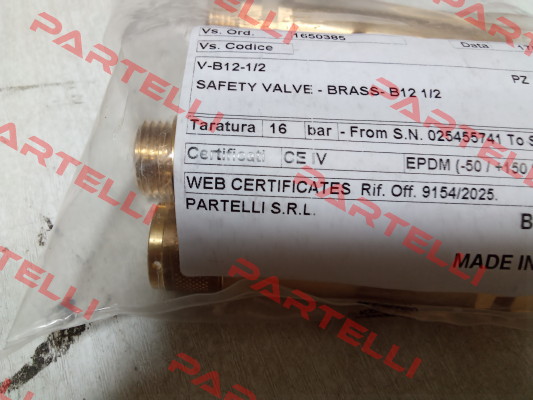 Vs. Ord. 1650385 Data 17
Vs. Codice
V-B12-1/2 PZ
SAFETY VALVE - BRASS- B12 1/2
Taratura 16 bar - From S.N. 025455741 To S
Certificati CE IV EPDM (-50 / +150
WEB CERTIFICATES Rif. Off. 9154/2025.
PARTELLI S.R.L.
B
MADE IN
PARTELLI
PARTELLI
PARTELLI
PARTELLI
PARTELLI